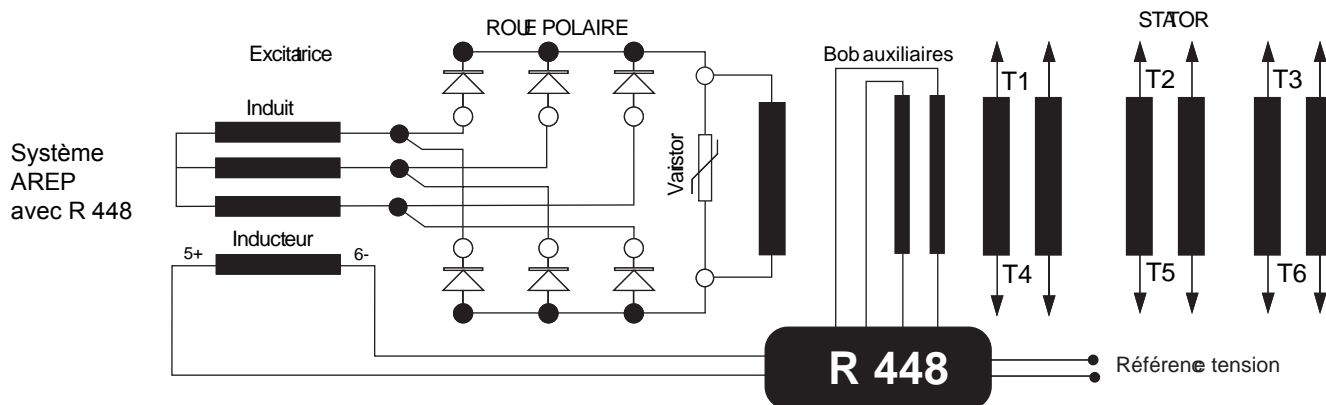 ROUE POLAIRE
STATOR
Excitatrice
Bob auxiliaires
T1
T2
T3
Induit
Système
AREP
avec R 448
Varistor
Inducteur
5+
6-
T4
T5
T6
R 448
Référence tension